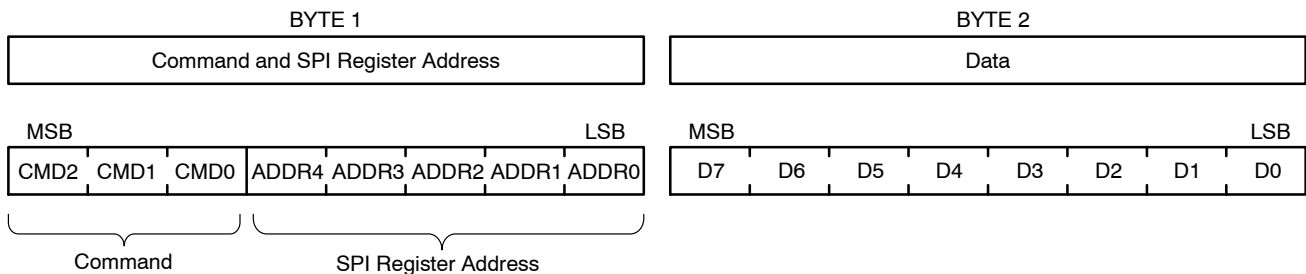 BYTE 1 BYTE 2
Command and SPI Register Address Data
MSB LSB MSB LSB
CMD2 CMD1 CMD0 ADDR4 ADDR3 ADDR2 ADDR1 ADDR0 D7 D6 D5 D4 D3 D2 D1 D0
Command SPI Register Address